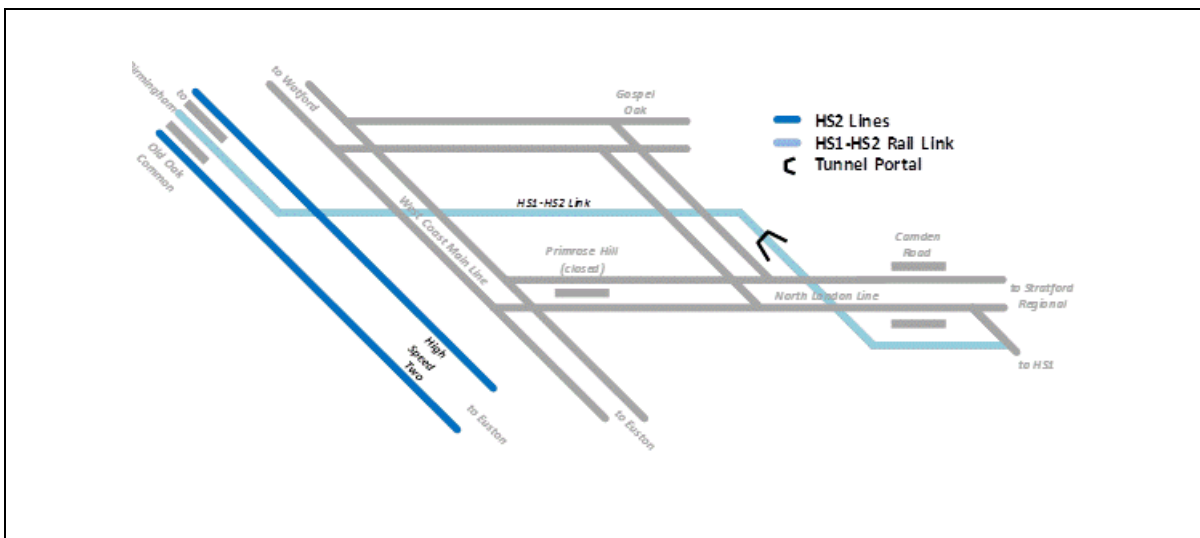 to
Birmingham
Old Oak
Common
to Watford
Gospel
Oak
HS2 Lines
HS1-HS2 Rail Link
Tunnel Portal
HS1-HS2 Link
West Coast Main Line
Primrose Hill
(closed)
Camden
Road
North London Line
to Stratford
Regional
to HS1
High
Speed
Two
to Euston
to Euston